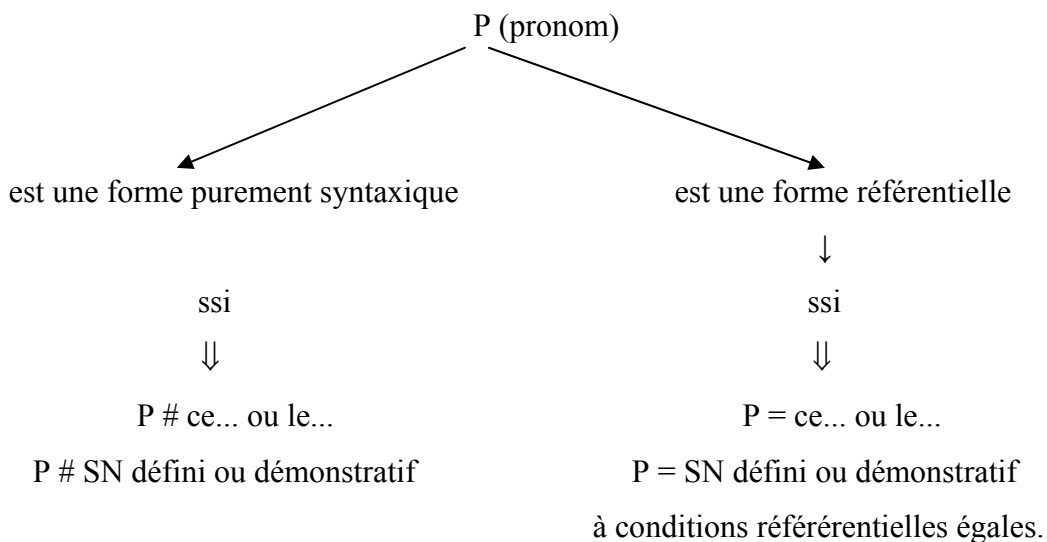 P (pronom)
est une forme purement syntaxique
est une forme référentielle
↓
ssi
ssi
⇓
⇓
P # ce... ou le...
P = ce... ou le...
P # SN défini ou démonstratif
P = SN défini ou démonstratif
à conditions référérentielles égales.